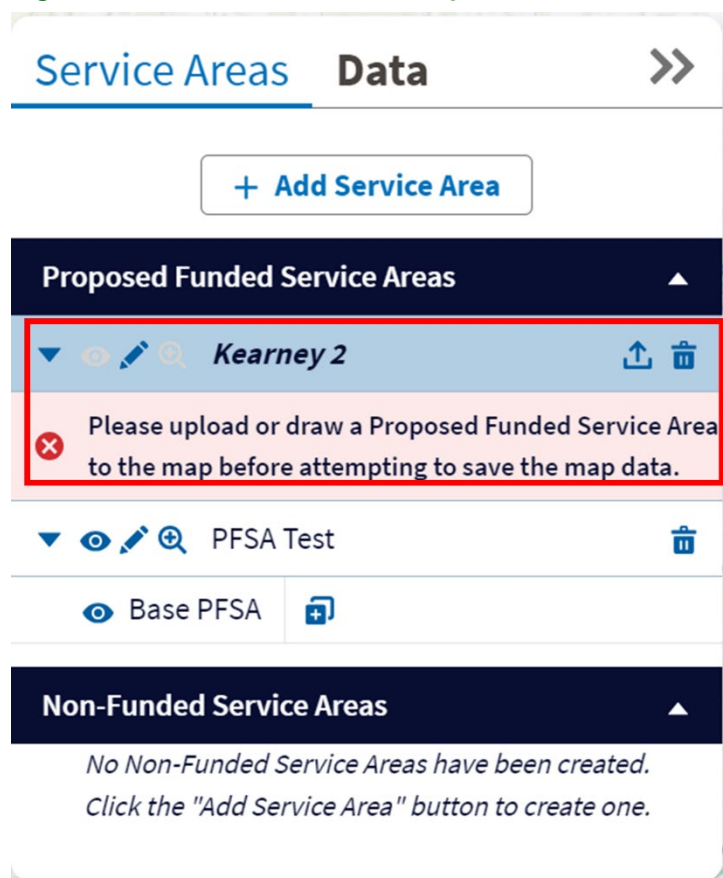 Service Areas Data
+ Add Service Area
Proposed Funded Service Areas
Kearney 2
Please upload or draw a Proposed Funded Service Area
to the map before attempting to save the map data.
PFSA Test
Base PFSA
Non-Funded Service Areas
No Non-Funded Service Areas have been created.
Click the "Add Service Area" button to create one.